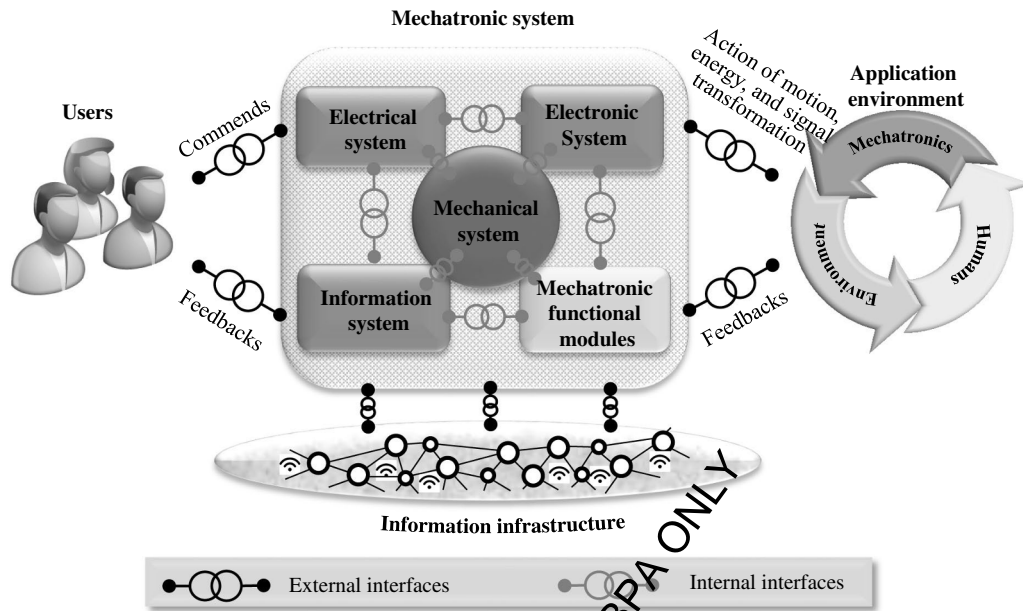 Mechatronic system
Users
Commends
Feedbacks
Electrical
system
Electronic
System
Mechanical
system
Information
system
Mechatronic
functional
modules
Action of motion,
energy, and signal
transformation
Feedbacks
Application
environment
Mechatronics
Humans
Environment
Information infrastructure
External interfaces
Internal interfaces
PA ONLY